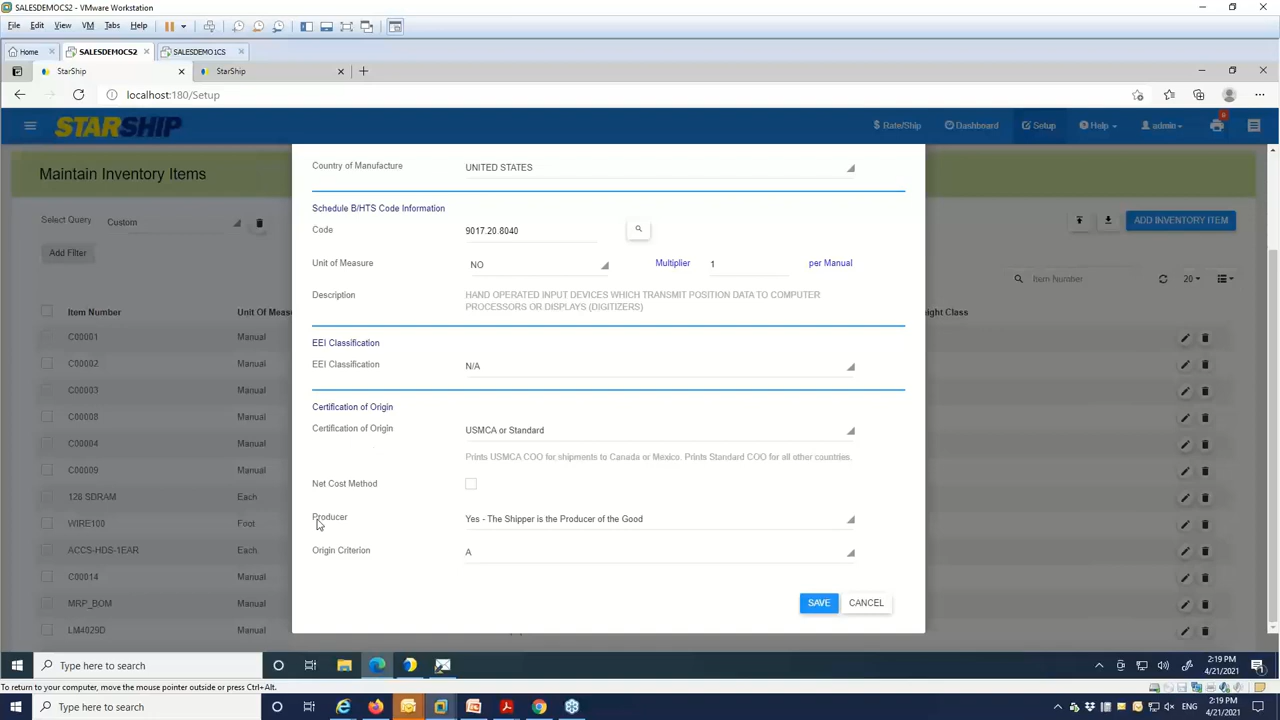 SALESDEMOCS2 - VMware Workstation
File Edit View VM Tabs Help
Home SALESDEMOCS2 SALESDEMO1CS
StarShip StarShip
localhost:180/Setup
STARSHIP Rate/Ship Dashboard Setup Help admin 8
Maintain Inventory Items
Select Query Custom ADD INVENTORY ITEM
Add Filter Item Number 20
Item Number Unit Of Meas
C00001 Manual
C00002 Manual
C00003 Manual
C00008 Manual
C00004 Manual
C00009 Manual
128 SDRAM Each
WIRE100 Foot
ACCS-HDS-1EAR Each
C00014 Manual
MRP_BOM Manual
LM4029D Manual
Country of Manufacture UNITED STATES
Schedule B/HTS Code Information
Code 9017.20.8040
Unit of Measure NO Multiplier 1 per Manual
Description HAND OPERATED INPUT DEVICES WHICH TRANSMIT POSITION DATA TO COMPUTER
PROCESSORS OR DISPLAYS (DIGITIZERS)
EEI Classification
EEI Classification N/A
Certification of Origin
Certification of Origin USMCA or Standard
Prints USMCA COO for shipments to Canada or Mexico. Prints Standard COO for all other countries.
Net Cost Method
Producer Yes - The Shipper is the Producer of the Good
Origin Criterion A
SAVE CANCEL
Type here to search 2:19 PM
4/21/2021
To return to your computer, move the mouse pointer outside or press Ctrl+Alt.
Type here to search ENG 2:19 PM
4/21/2021